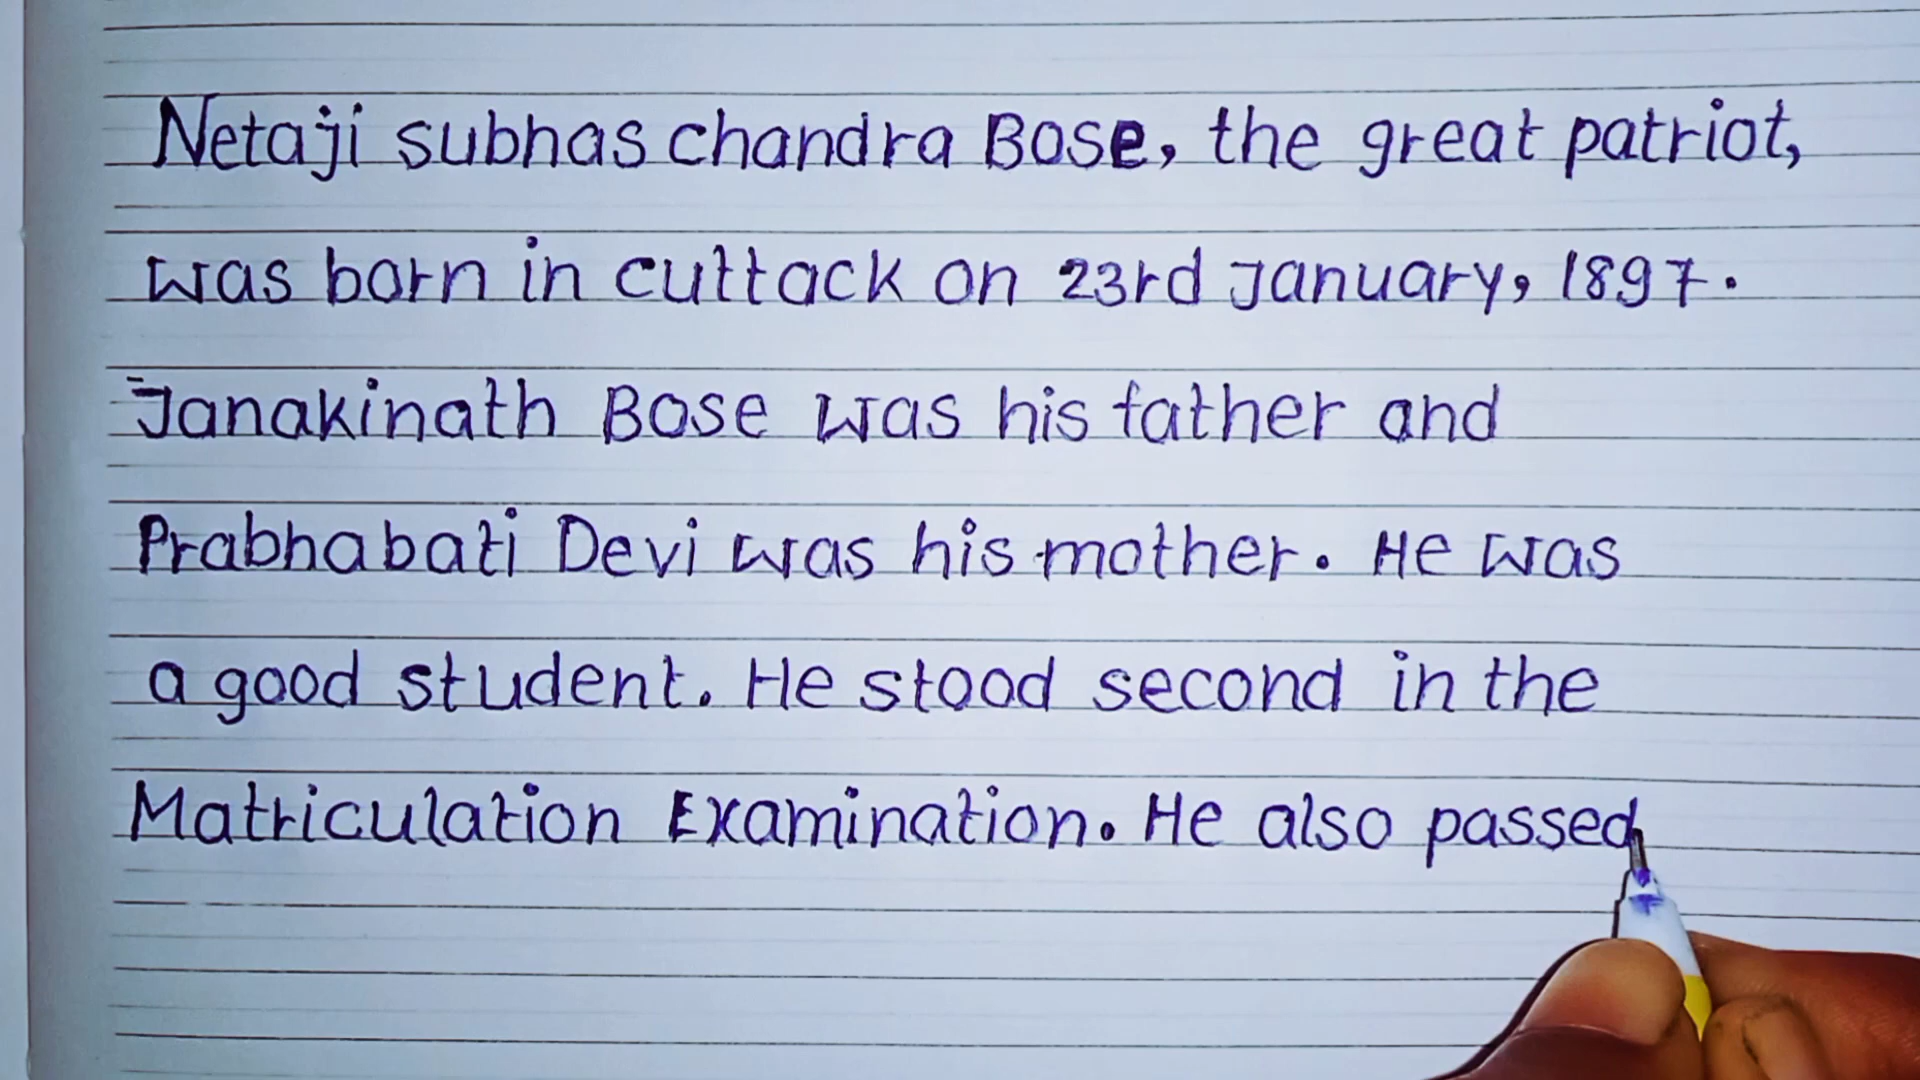 Netaji subhas chandra Bose, the great patriot,
was born in cuttack on 23rd January, 1897.
Janakinath Bose was his father and
Prabhabati Devi was his mother. He was
a good student. He stood second in the
Matriculation Examination. He also passed